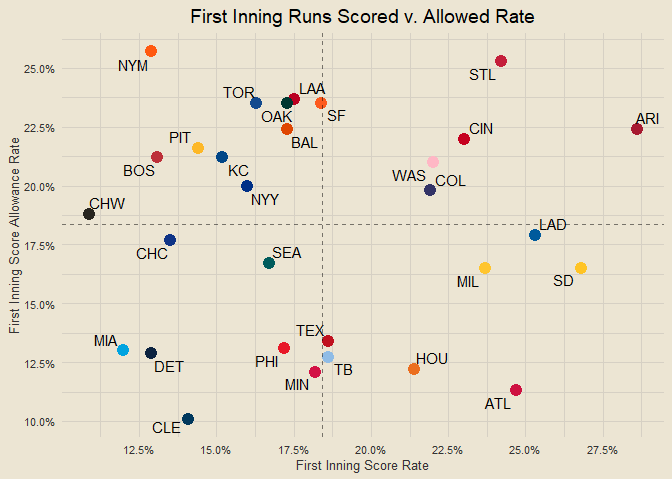 First Inning Runs Scored v. Allowed Rate
First Inning Score Allowance Rate
25.0%
22.5%
20.0%
17.5%
15.0%
12.5%
10.0%
NYM
STL
TOR
LAA
OAK
SF
ARI
BAL
CIN
PIT
BOS
KC
WAS
COL
NYY
CHW
LAD
CHC
SEA
MIL
SD
TEX
MIA
PHI
TB
HOU
DET
MIN
ATL
CLE
12.5%
15.0%
17.5%
20.0%
22.5%
25.0%
27.5%
First Inning Score Rate